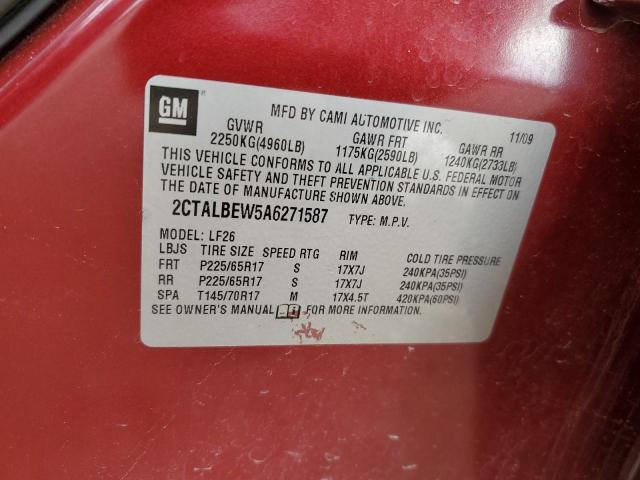 GM
MFD BY CAMI AUTOMOTIVE INC. 11/09
GVWR GAWR FRT GAWR RR
2250KG(4960LB) 1175KG(2590LB) 1240KG(2733LB)
THIS VEHICLE CONFORMS TO ALL APPLICABLE U.S. FEDERAL MOTOR
VEHICLE SAFETY AND THEFT PREVENTION STANDARDS IN EFFECT ON
THE DATE OF MANUFACTURE SHOWN ABOVE.
2CTALBEW5A6271587 TYPE: M.P.V.
MODEL: LF26
LBJS TIRE SIZE SPEED RTG RIM COLD TIRE PRESSURE
FRT P225/65R17 S 17X7J 240KPA(35PSI)
RR P225/65R17 S 17X7J 240KPA(35PSI)
SPA T145/70R17 M 17X4.5T 420KPA(60PSI)
SEE OWNER'S MANUAL FOR MORE INFORMATION.